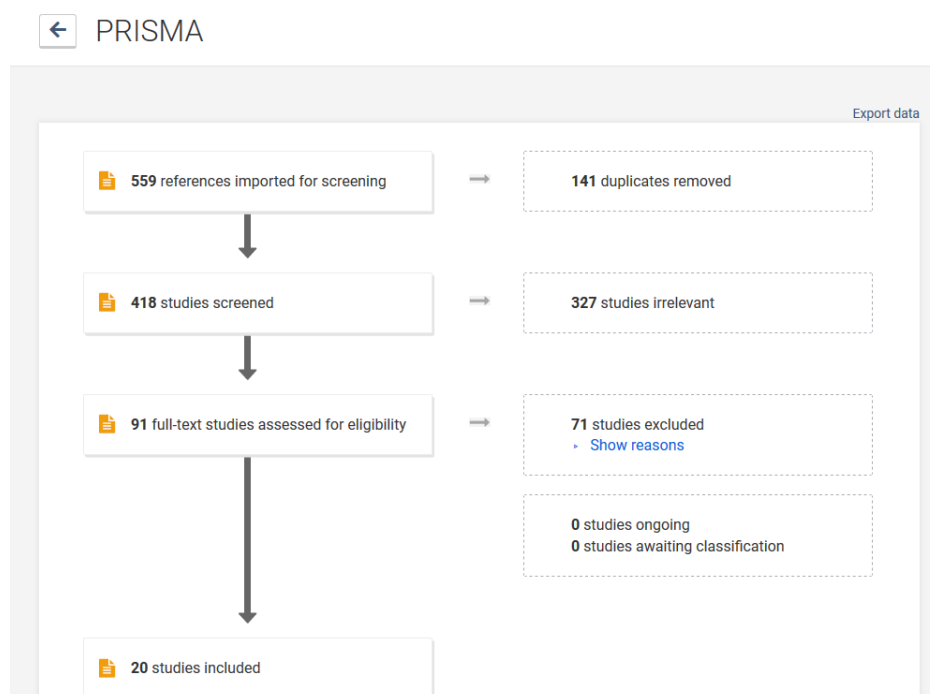 PRISMA
Export data
559 references imported for screening
141 duplicates removed
418 studies screened
327 studies irrelevant
91 full-text studies assessed for eligibility
71 studies excluded
Show reasons
0 studies ongoing
0 studies awaiting classification
20 studies included